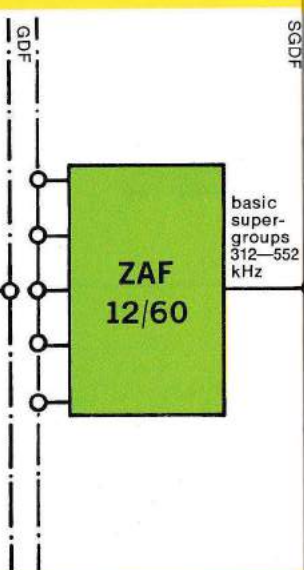 GDF
SGDF
ZAF
12/60
basic
super-
groups
312—552
kHz